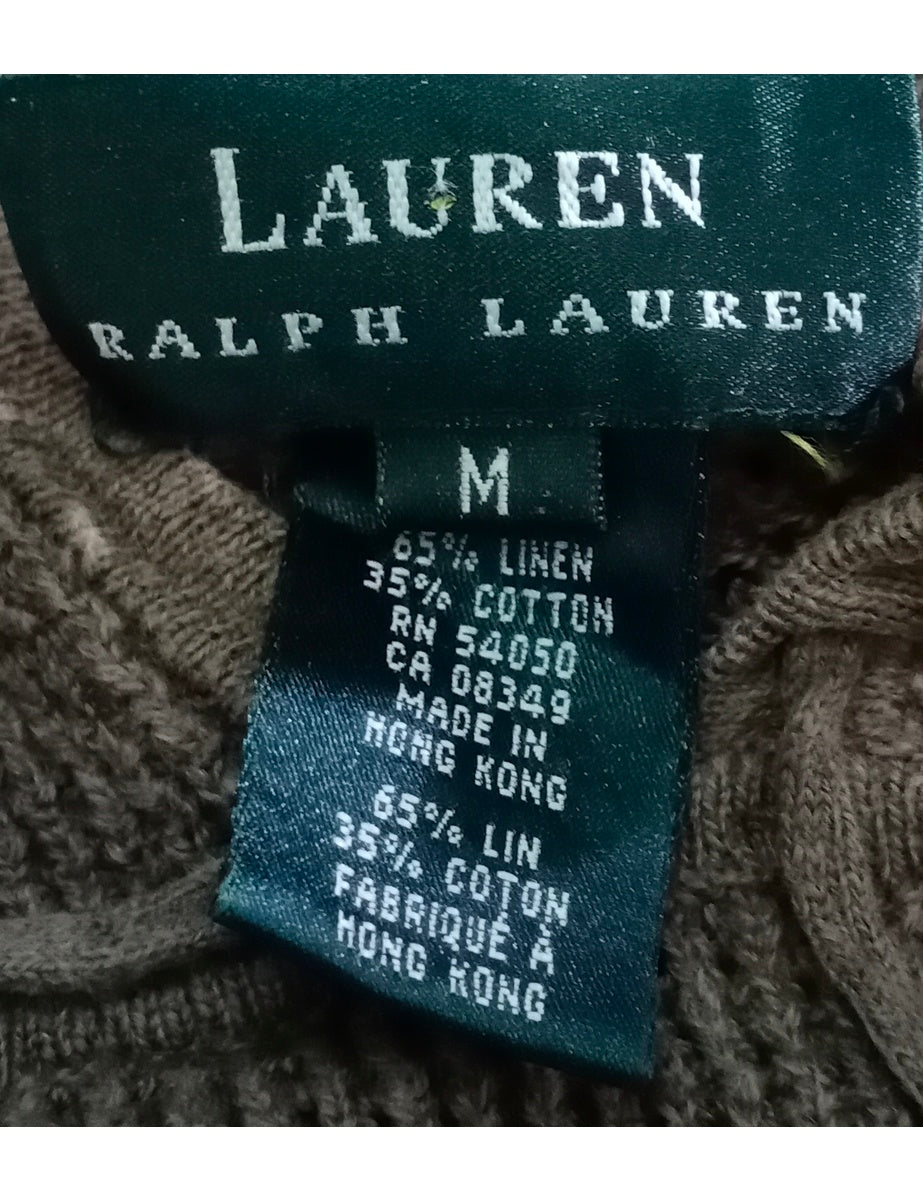 LAUREN
RALPH LAUREN
M
65% LINEN
35% COTTON
RN 54050
CA 08349
MADE IN
HONG KONG
65% LIN
35% COTON
FABRIQUÉ À
HONG KONG